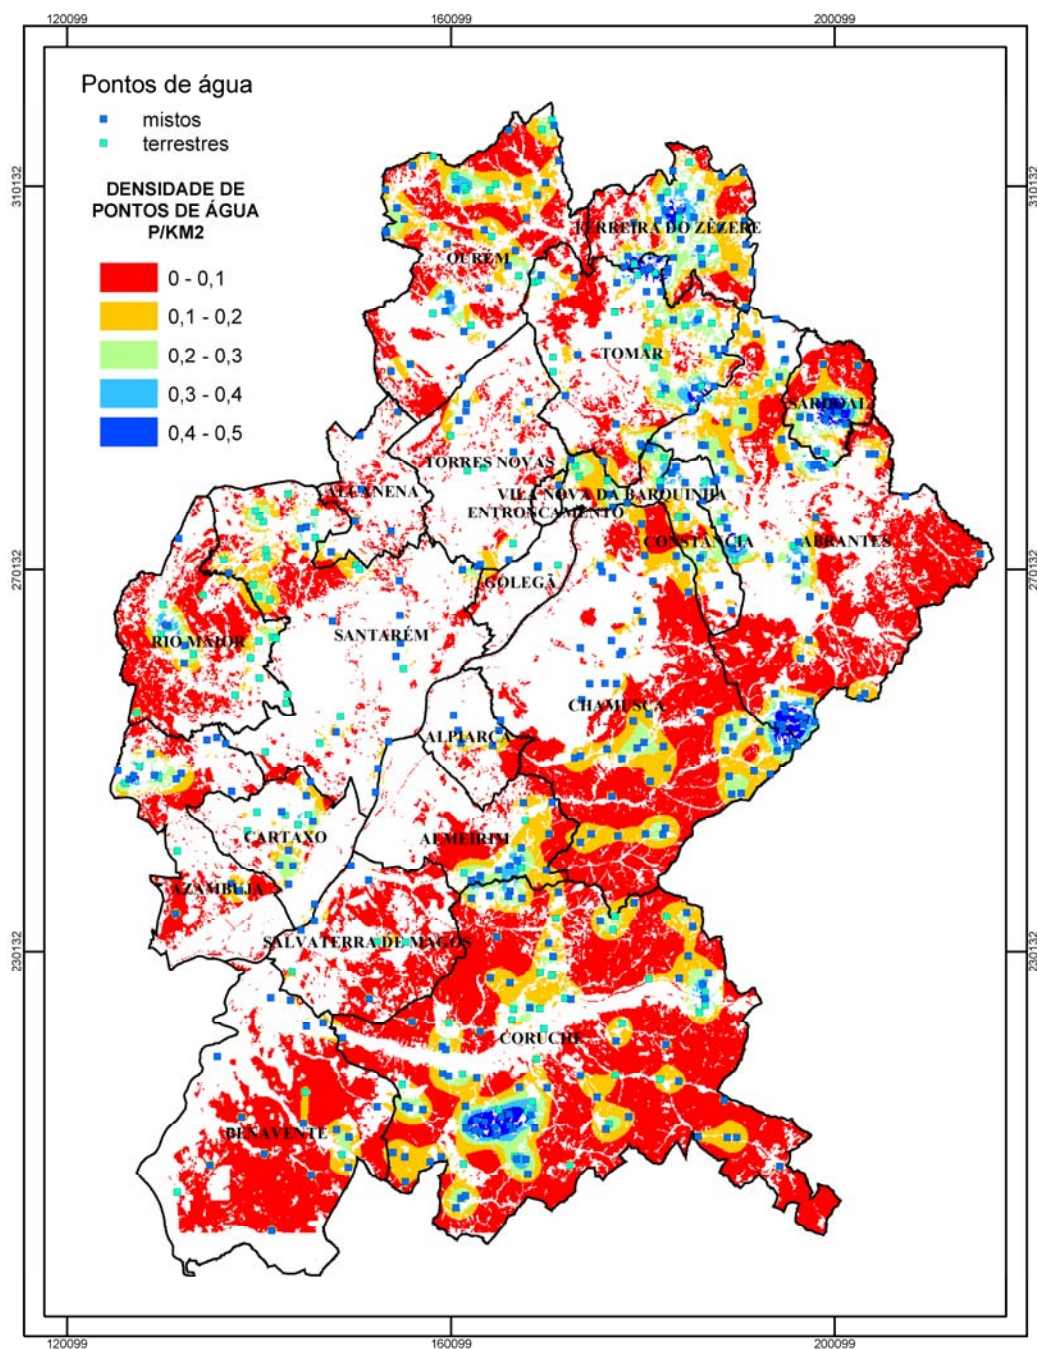 120099
160099
200099
Pontos de água
mistos
terrestres
DENSIDADE DE
PONTOS DE ÁGUA
P/KM2
0 - 0,1
0,1 - 0,2
0,2 - 0,3
0,3 - 0,4
0,4 - 0,5
310132
310132
FERREIRA DO ZÊZERE
OURÉM
TOMAR
SARDOAL
TORRES NOVAS
ALCANENA
VILA NOVA DA BARQUINHA
ENTRONCAMENTO
CONSTÂNCIA
ABRANTES
270132
270132
GOLEGÃ
SANTARÉM
RIO MAIOR
CHAMUSCA
ALPIARÇA
CARTAXO
ALMEIRIM
AZAMBUJA
SALVATERRA DE MAGOS
230132
230132
CORUCHE
BENAVENTE
120099
160099
200099